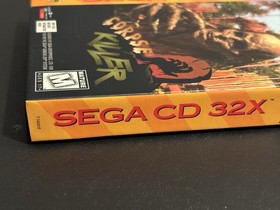 CORPSE
KILLER
M
SEGA CD 32X